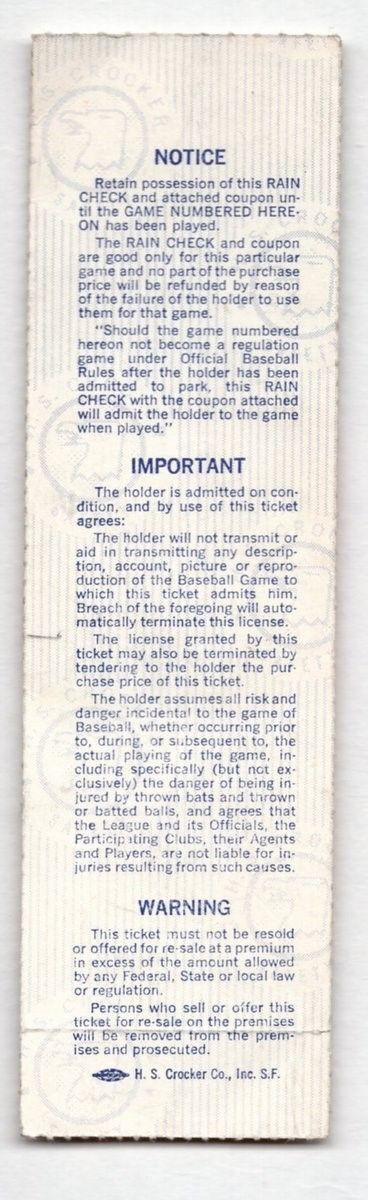 NOTICE
Retain possession of this RAIN
CHECK and attached coupon un-
til the GAME NUMBERED HERE-
ON has been played.
The RAIN CHECK and coupon
are good only for this particular
game and no part of the purchase
price will be refunded by reason
of the failure of the holder to use
them for that game.
"Should the game numbered
hereon not become a regulation
game under Official Baseball
Rules after the holder has been
admitted to park, this RAIN
CHECK with the coupon attached
will admit the holder to the game
when played."
IMPORTANT
The holder is admitted on con-
dition, and by use of this ticket
agrees:
The holder will not transmit or
aid in transmitting any descrip-
tion, account, picture or repro-
duction of the Baseball Game to
which this ticket admits him.
Breach of the foregoing will auto-
matically terminate this license.
The license granted by this
ticket may also be terminated by
tendering to the holder the pur-
chase price of this ticket.
The holder assumes all risk and
danger incidental to the game of
Baseball, whether occurring prior
to, during, or subsequent to, the
actual playing of the game, in-
cluding specifically (but not ex-
clusively) the danger of being in-
jured by thrown bats and thrown
or batted balls, and agrees that
the League and its Officials, the
Participating Clubs, their Agents
and Players, are not liable for in-
juries resulting from such causes.
WARNING
This ticket must not be resold
or offered for re-sale at a premium
in excess of the amount allowed
by any Federal, State or local law
or regulation.
Persons who sell or offer this
ticket for re-sale on the premises
will be removed from the prem-
ises and prosecuted.
H. S. Crocker Co., Inc. S.F.